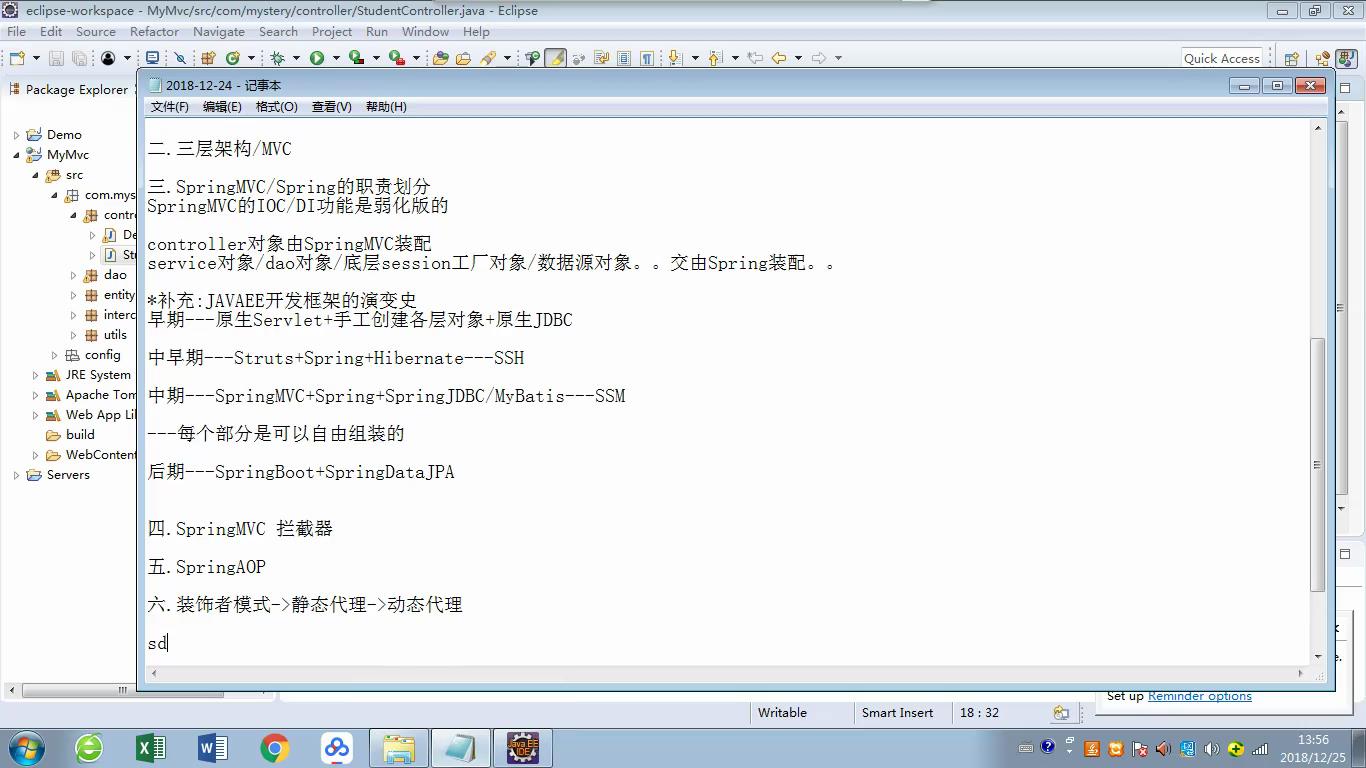 eclipse-workspace - MyMvc/src/com/mystery/controller/StudentController.java - Eclipse
File Edit Source Refactor Navigate Search Project Run Window Help
Quick Access
Package Explorer
Demo
MyMvc
src
com.mys
contr
De
Stu
dao
entity
interc
utils
config
JRE System
Apache Tom
Web App Li
build
WebContent
Servers
2018-12-24 - 记事本
文件(F) 编辑(E) 格式(O) 查看(V) 帮助(H)
二.三层架构/MVC
三.SpringMVC/Spring的职责划分
SpringMVC的IOC/DI功能是弱化版的
controller对象由SpringMVC装配
service对象/dao对象/底层session工厂对象/数据源对象。。交由Spring装配。。
*补充:JAVAEE开发框架的演变史
早期---原生Servlet+手工创建各层对象+原生JDBC
中早期---Struts+Spring+Hibernate---SSH
中期---SpringMVC+Spring+SpringJDBC/MyBatis---SSM
---每个部分是可以自由组装的
后期---SpringBoot+SpringDataJPA
四.SpringMVC 拦截器
五.SpringAOP
六.装饰者模式->静态代理->动态代理
sd
e.
Set up Reminder options
Writable Smart Insert 18 : 32
Java EE
IDE
13:56
2018/12/25